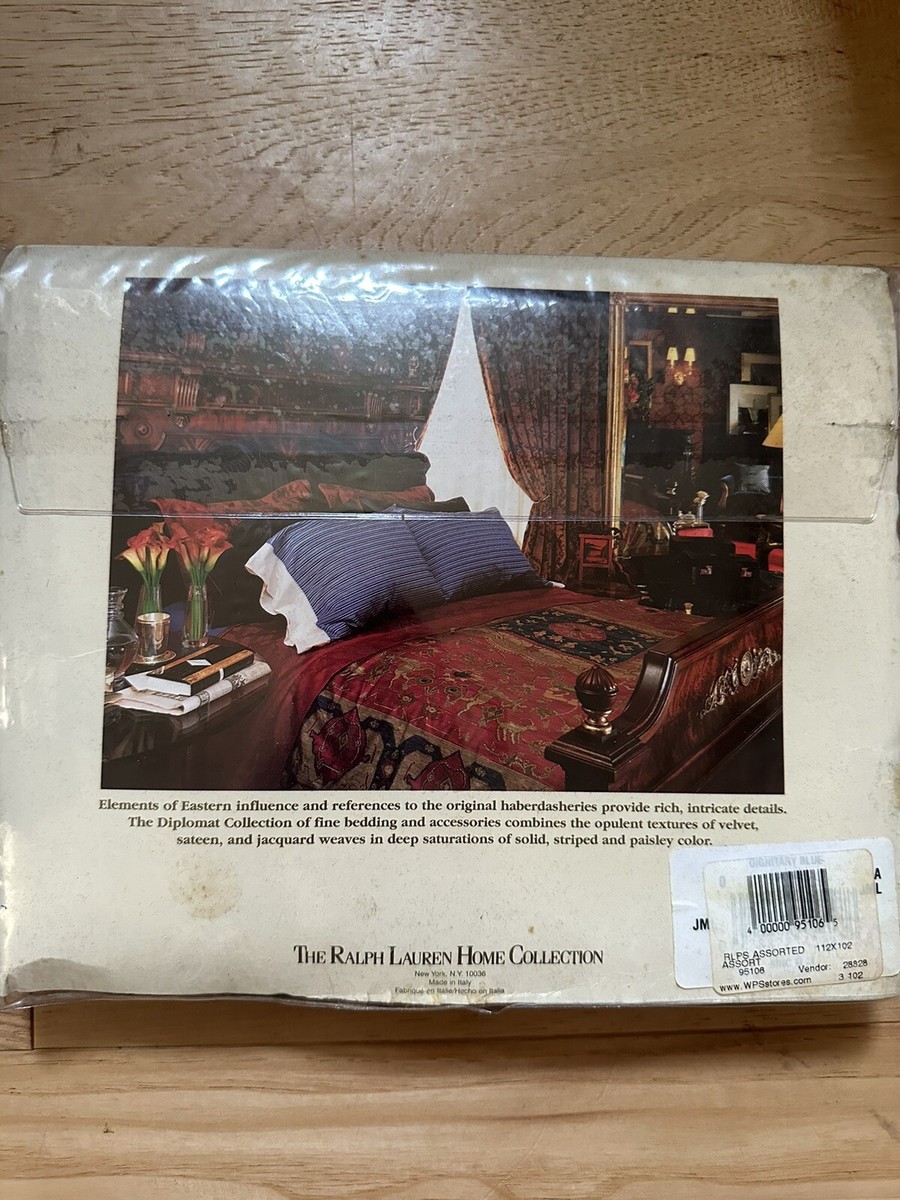 Elements of Eastern influence and references to the original haberdasheries provide rich, intricate details.
The Diplomat Collection of fine bedding and accessories combines the opulent textures of velvet,
sateen, and jacquard weaves in deep saturations of solid, striped and paisley color.
THE RALPH LAUREN HOME COLLECTION
New York, N.Y. 10036
Made in Italy
Fabriqué en Italie/Hecho en Italia
DIGNITARY BLUE
0
A
L
JM
4 00000 95106 5
RLPS ASSORTED 112X102
ASSORT
95106 Vendor: 28828
www.WPSstores.com 3 102